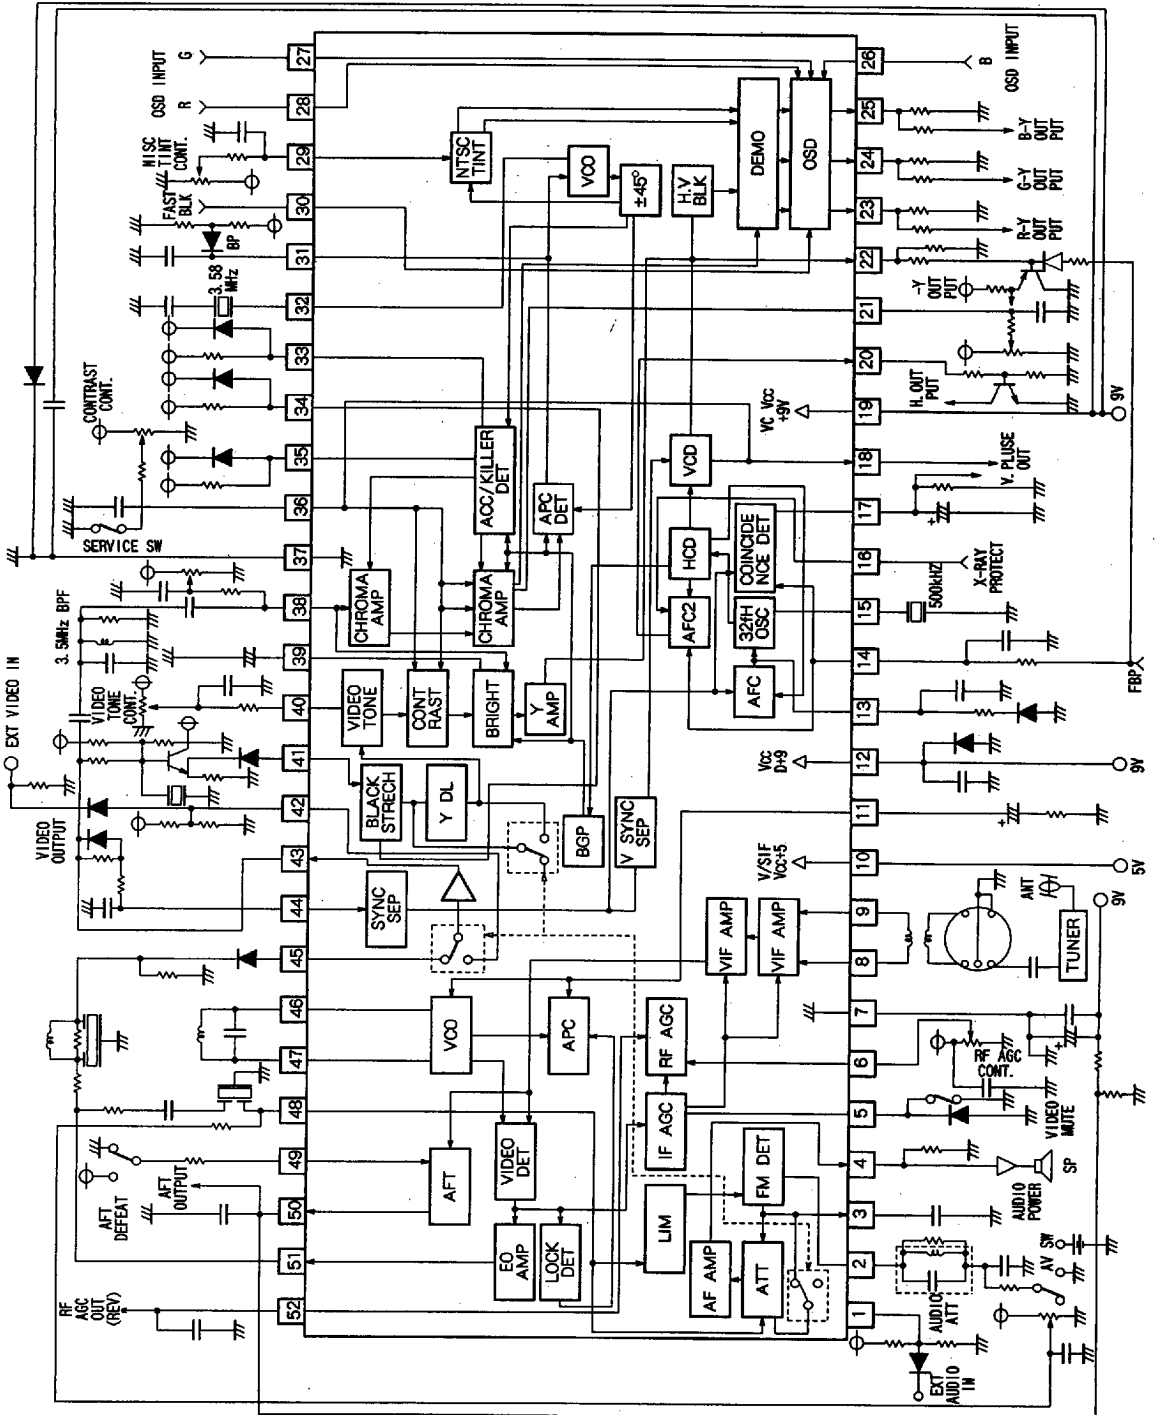 OSD INPUT
G
R
NISC
TINT
CONT.
FAST
BLK
BP
3.58
MHz
CONTRAST
CONT.
SERVICE SW
3.5MHz BPF
VIDEO
TONE
CONT.
EXT VIDEO IN
VIDEO
OUTPUT
AFT
DEFEAT
AFT
OUTPUT
RF
AGC
OUT
(REV)
27
28
29
30
31
32
33
34
35
36
37
38
39
40
41
42
43
44
45
46
47
48
49
50
51
52
NTSC
TINT
VCO
±45°
H.V
BLK
DEMO
OSD
ACC/KILLER
DET
APC
DET
CHROMA
AMP
CHROMA
AMP
VCD
HCD
COINCIDE
NCE DET
AFC2
32fH
OSC
AFC
VIDEO
TONE
CONT
RAST
BRIGHT
Y
AMP
BLACK
STRECH
Y DL
BGP
V SYNC
SEP
SYNC
SEP
VIF AMP
VIF AMP
VCO
APC
RF AGC
IF AGC
AFT
VIDEO
DET
FM DET
LIM
EQ
AMP
LOCK
DET
AF AMP
ATT
26
25
24
23
22
21
20
19
18
17
16
15
14
13
12
11
10
9
8
7
6
5
4
3
2
1
B
OSD INPUT
B-Y
OUT
PUT
G-Y
OUT
PUT
R-Y
OUT
PUT
-Y
OUT
PUT
H.OUT
PUT
VC VCC
+9V
9V
V.PLUSE
OUT
X-RAY
PROTECT
500kHZ
FBP
VCC
D+9
9V
V/SIF
VCC+5
5V
ANT
TUNER
9V
RF AGC
CONT.
VIDEO
MUTE
SP
AUDIO
POWER
AV SW
AUDIO
ATT
EXT
AUDIO
IN